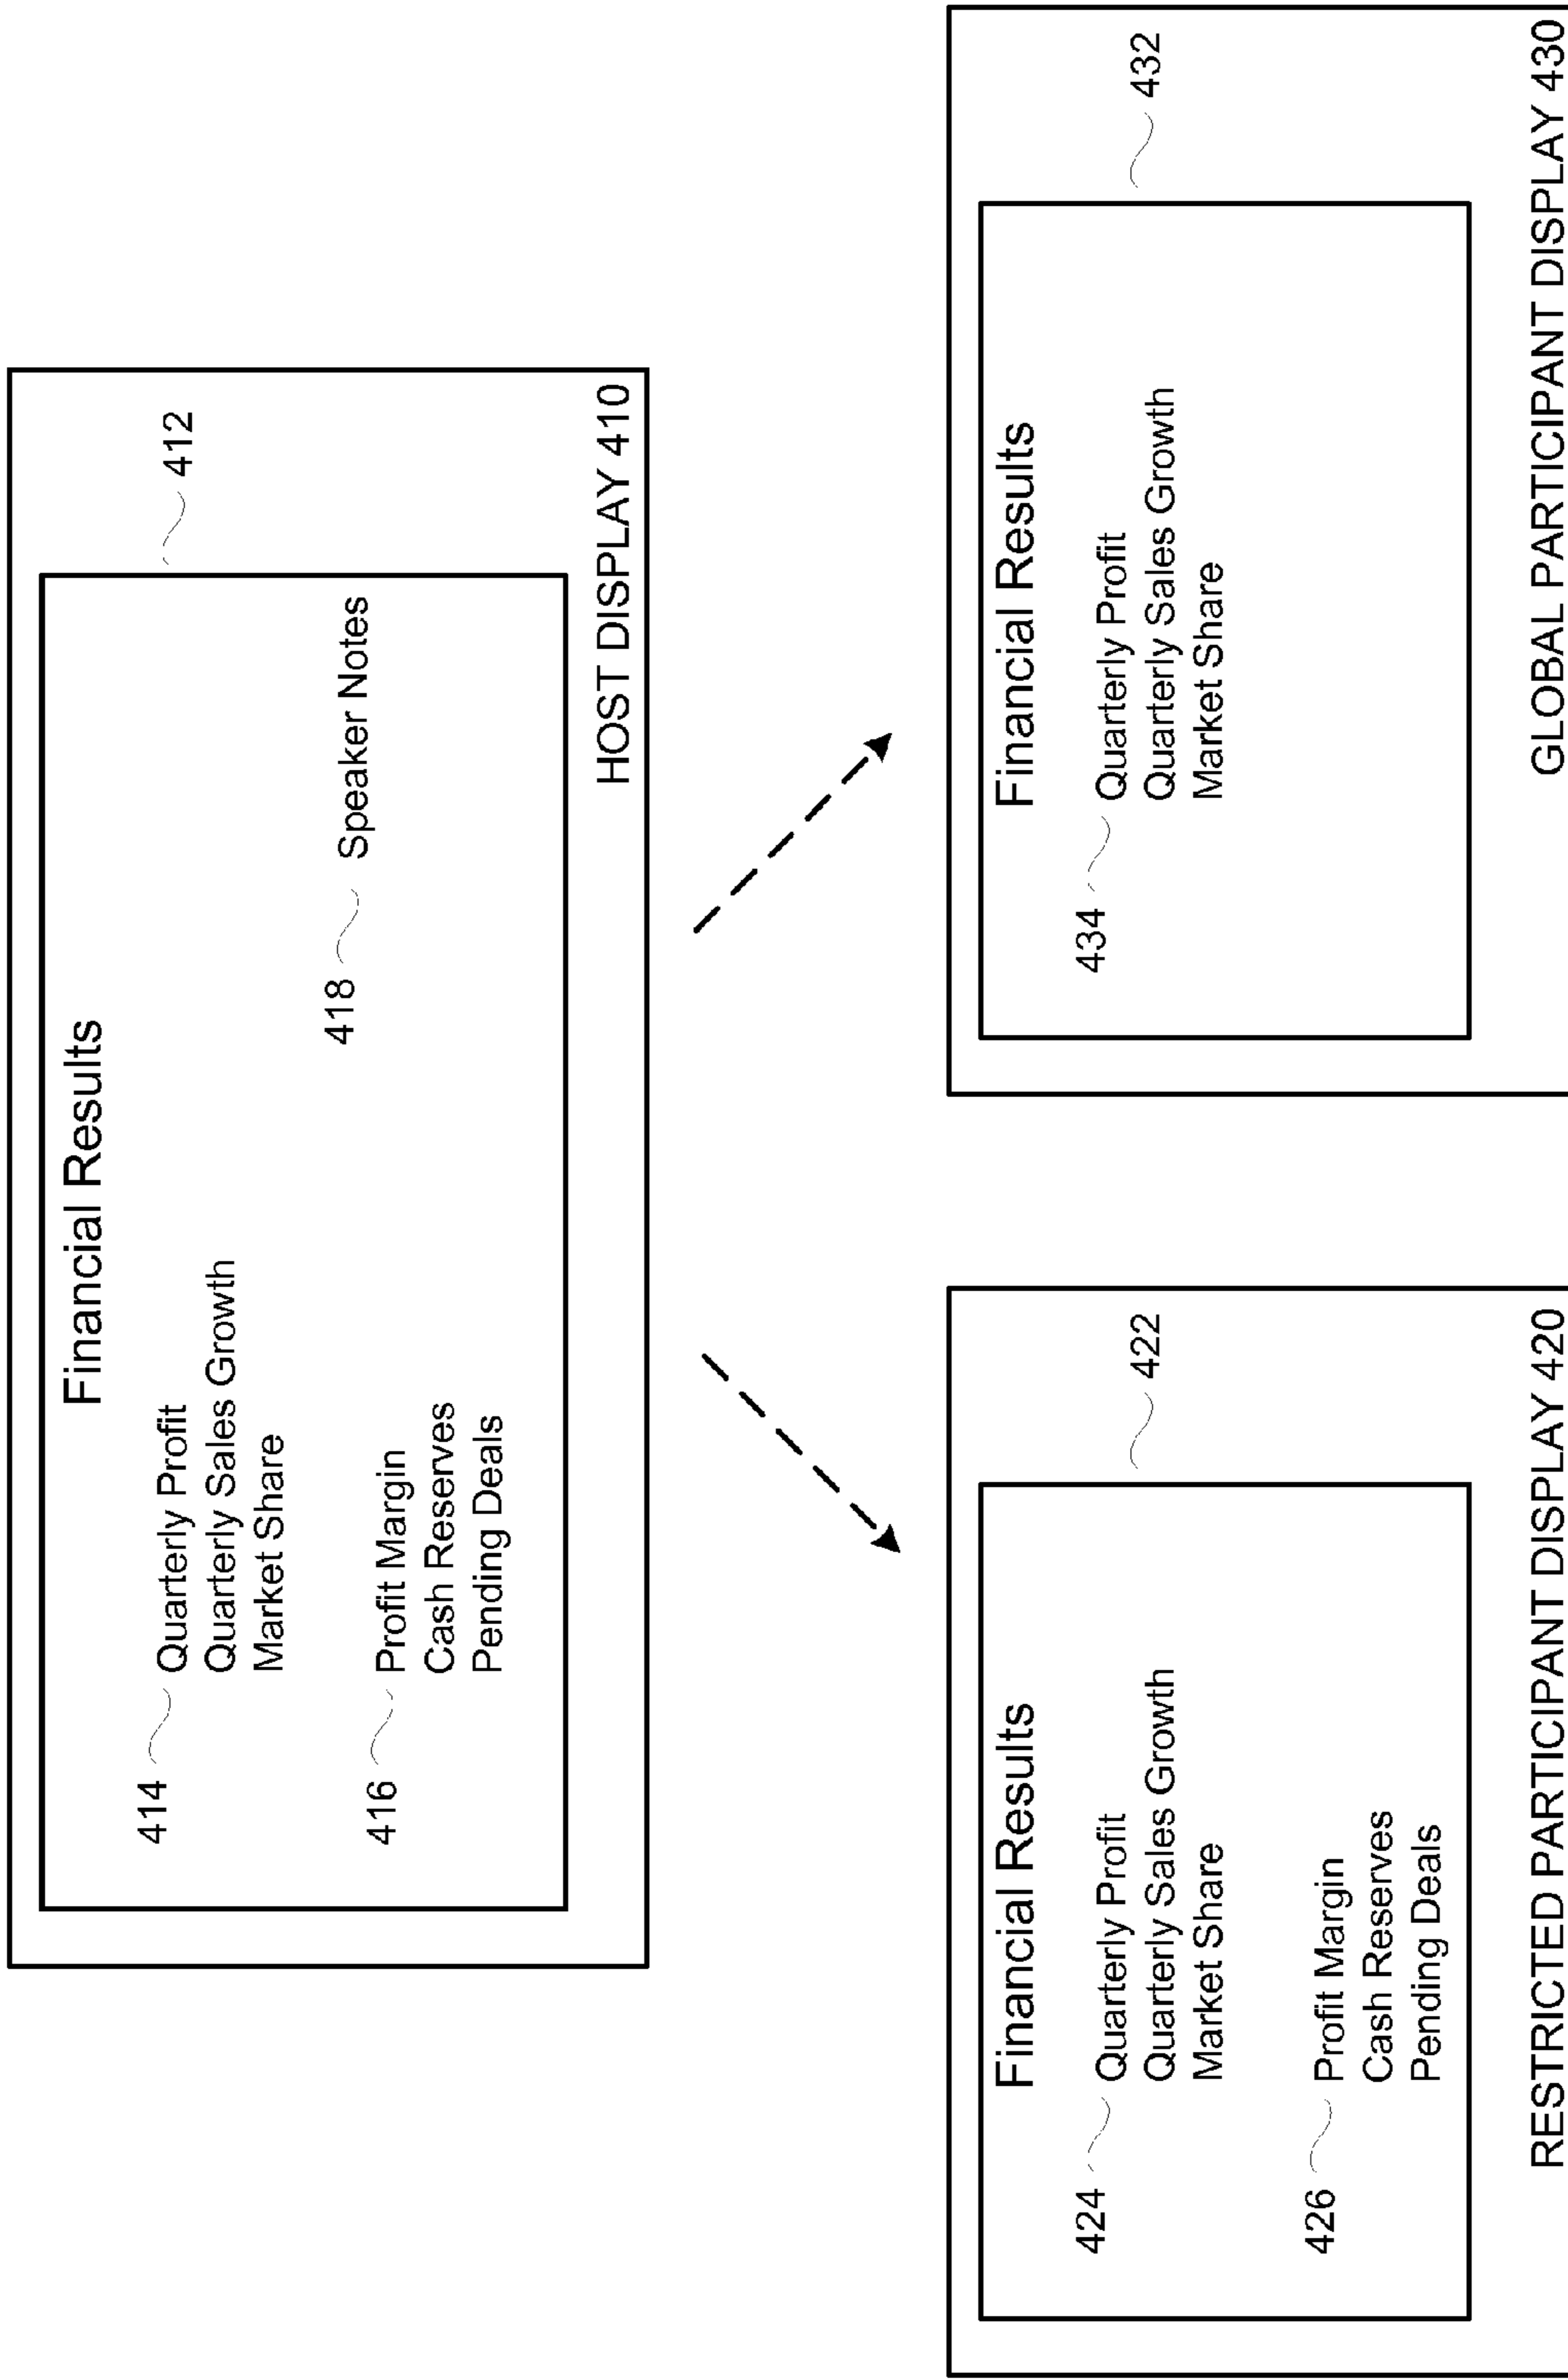 Financial Results
412
414
Quarterly Profit
Quarterly Sales Growth
Market Share
416
Profit Margin
Cash Reserves
Pending Deals
418
Speaker Notes
HOST DISPLAY 410
Financial Results
422
424
Quarterly Profit
Quarterly Sales Growth
Market Share
426
Profit Margin
Cash Reserves
Pending Deals
RESTRICTED PARTICIPANT DISPLAY 420
Financial Results
432
434
Quarterly Profit
Quarterly Sales Growth
Market Share
GLOBAL PARTICIPANT DISPLAY 430